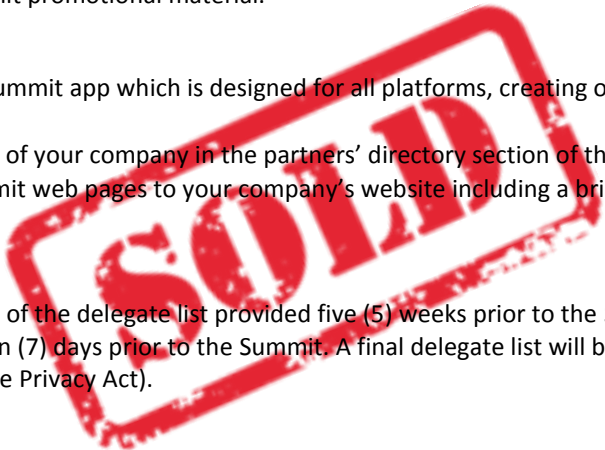 mit promotional material.
ummit app which is designed for all platforms, creating o
of your company in the partners’ directory section of th
mit web pages to your company’s website including a bri
SOLD
of the delegate list provided five (5) weeks prior to the
n (7) days prior to the Summit. A final delegate list will b
e Privacy Act).